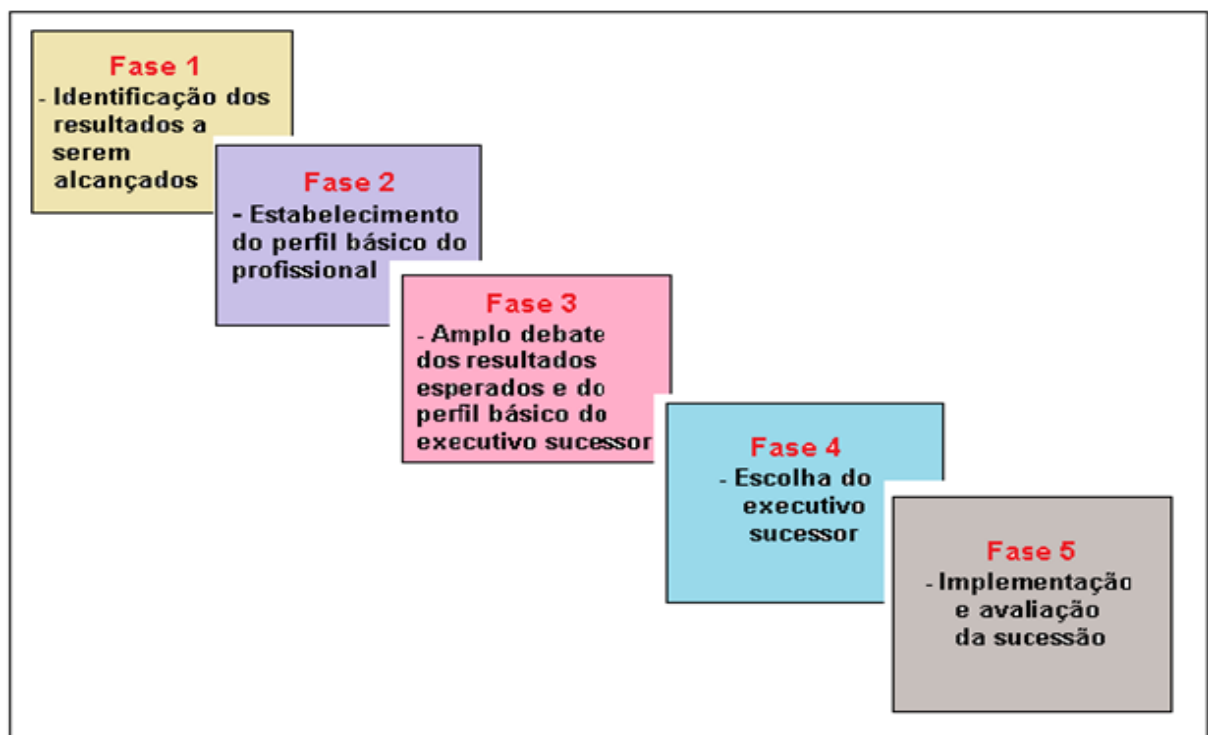 Fase 1
- Identificação dos
resultados a
serem
alcançados
Fase 2
- Estabelecimento
do perfil básico do
profissional
Fase 3
- Amplo debate
dos resultados
esperados e do
perfil básico do
executivo sucessor
Fase 4
- Escolha do
executivo
sucessor
Fase 5
- Implementação
e avaliação
da sucessão